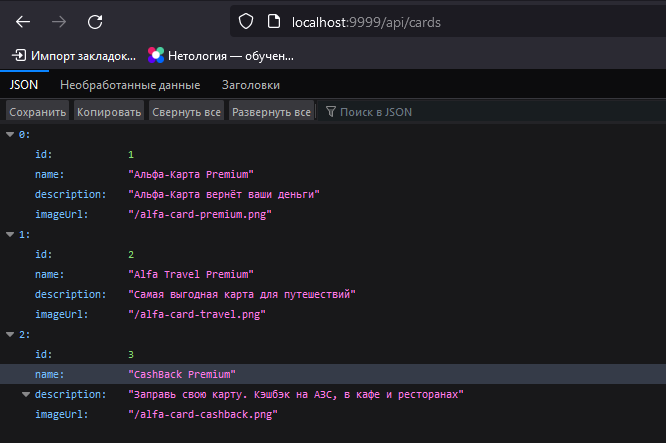 localhost:9999/api/cards
Импорт закладок... Нетология — обучен...
JSON Необработанные данные Заголовки
Сохранить Копировать Свернуть все Развернуть все Поиск в JSON
0:
id: 1
name: "Альфа-Карта Premium"
description: "Альфа-Карта вернёт ваши деньги"
imageUrl: "/alfa-card-premium.png"
1:
id: 2
name: "Alfa Travel Premium"
description: "Самая выгодная карта для путешествий"
imageUrl: "/alfa-card-travel.png"
2:
id: 3
name: "CashBack Premium"
description: "Заправь свою карту. Кэшбэк на АЗС, в кафе и ресторанах"
imageUrl: "/alfa-card-cashback.png"